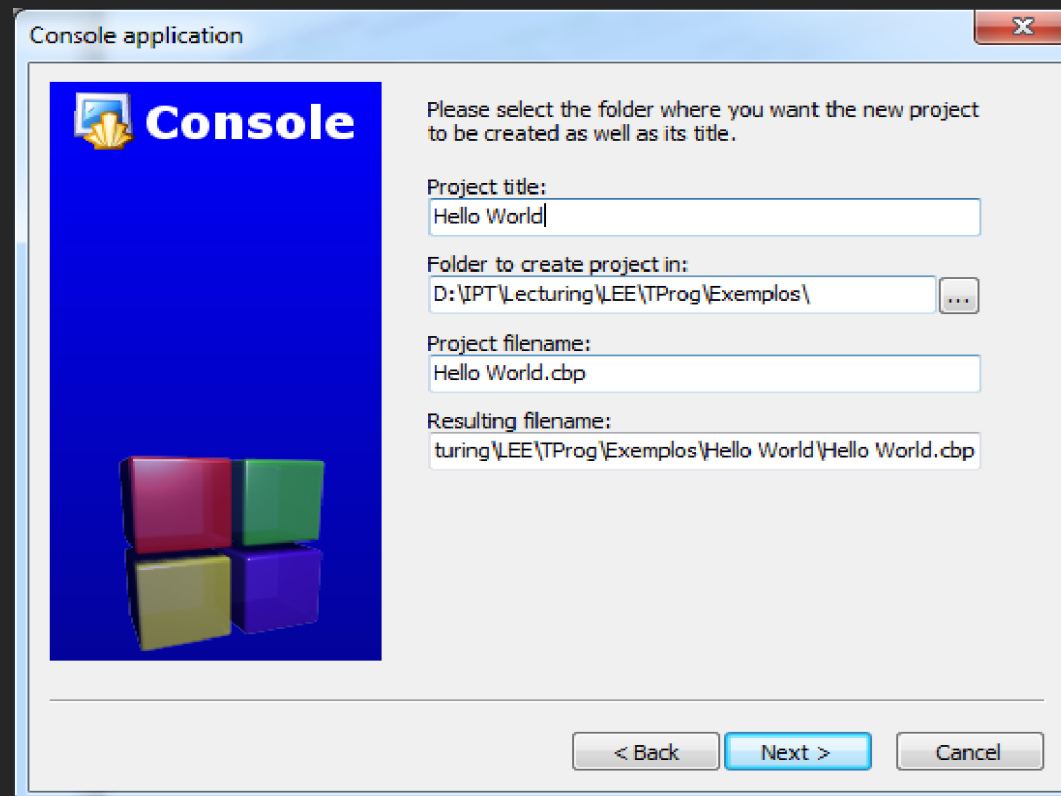 Console application
Console
Please select the folder where you want the new project
to be created as well as its title.
Project title:
Hello World
Folder to create project in:
D:\IPT\Lecturing\LEE\TProg\Exemplos\
...
Project filename:
Hello World.cbp
Resulting filename:
turing\LEE\TProg\Exemplos\Hello World\Hello World.cbp
< Back
Next >
Cancel